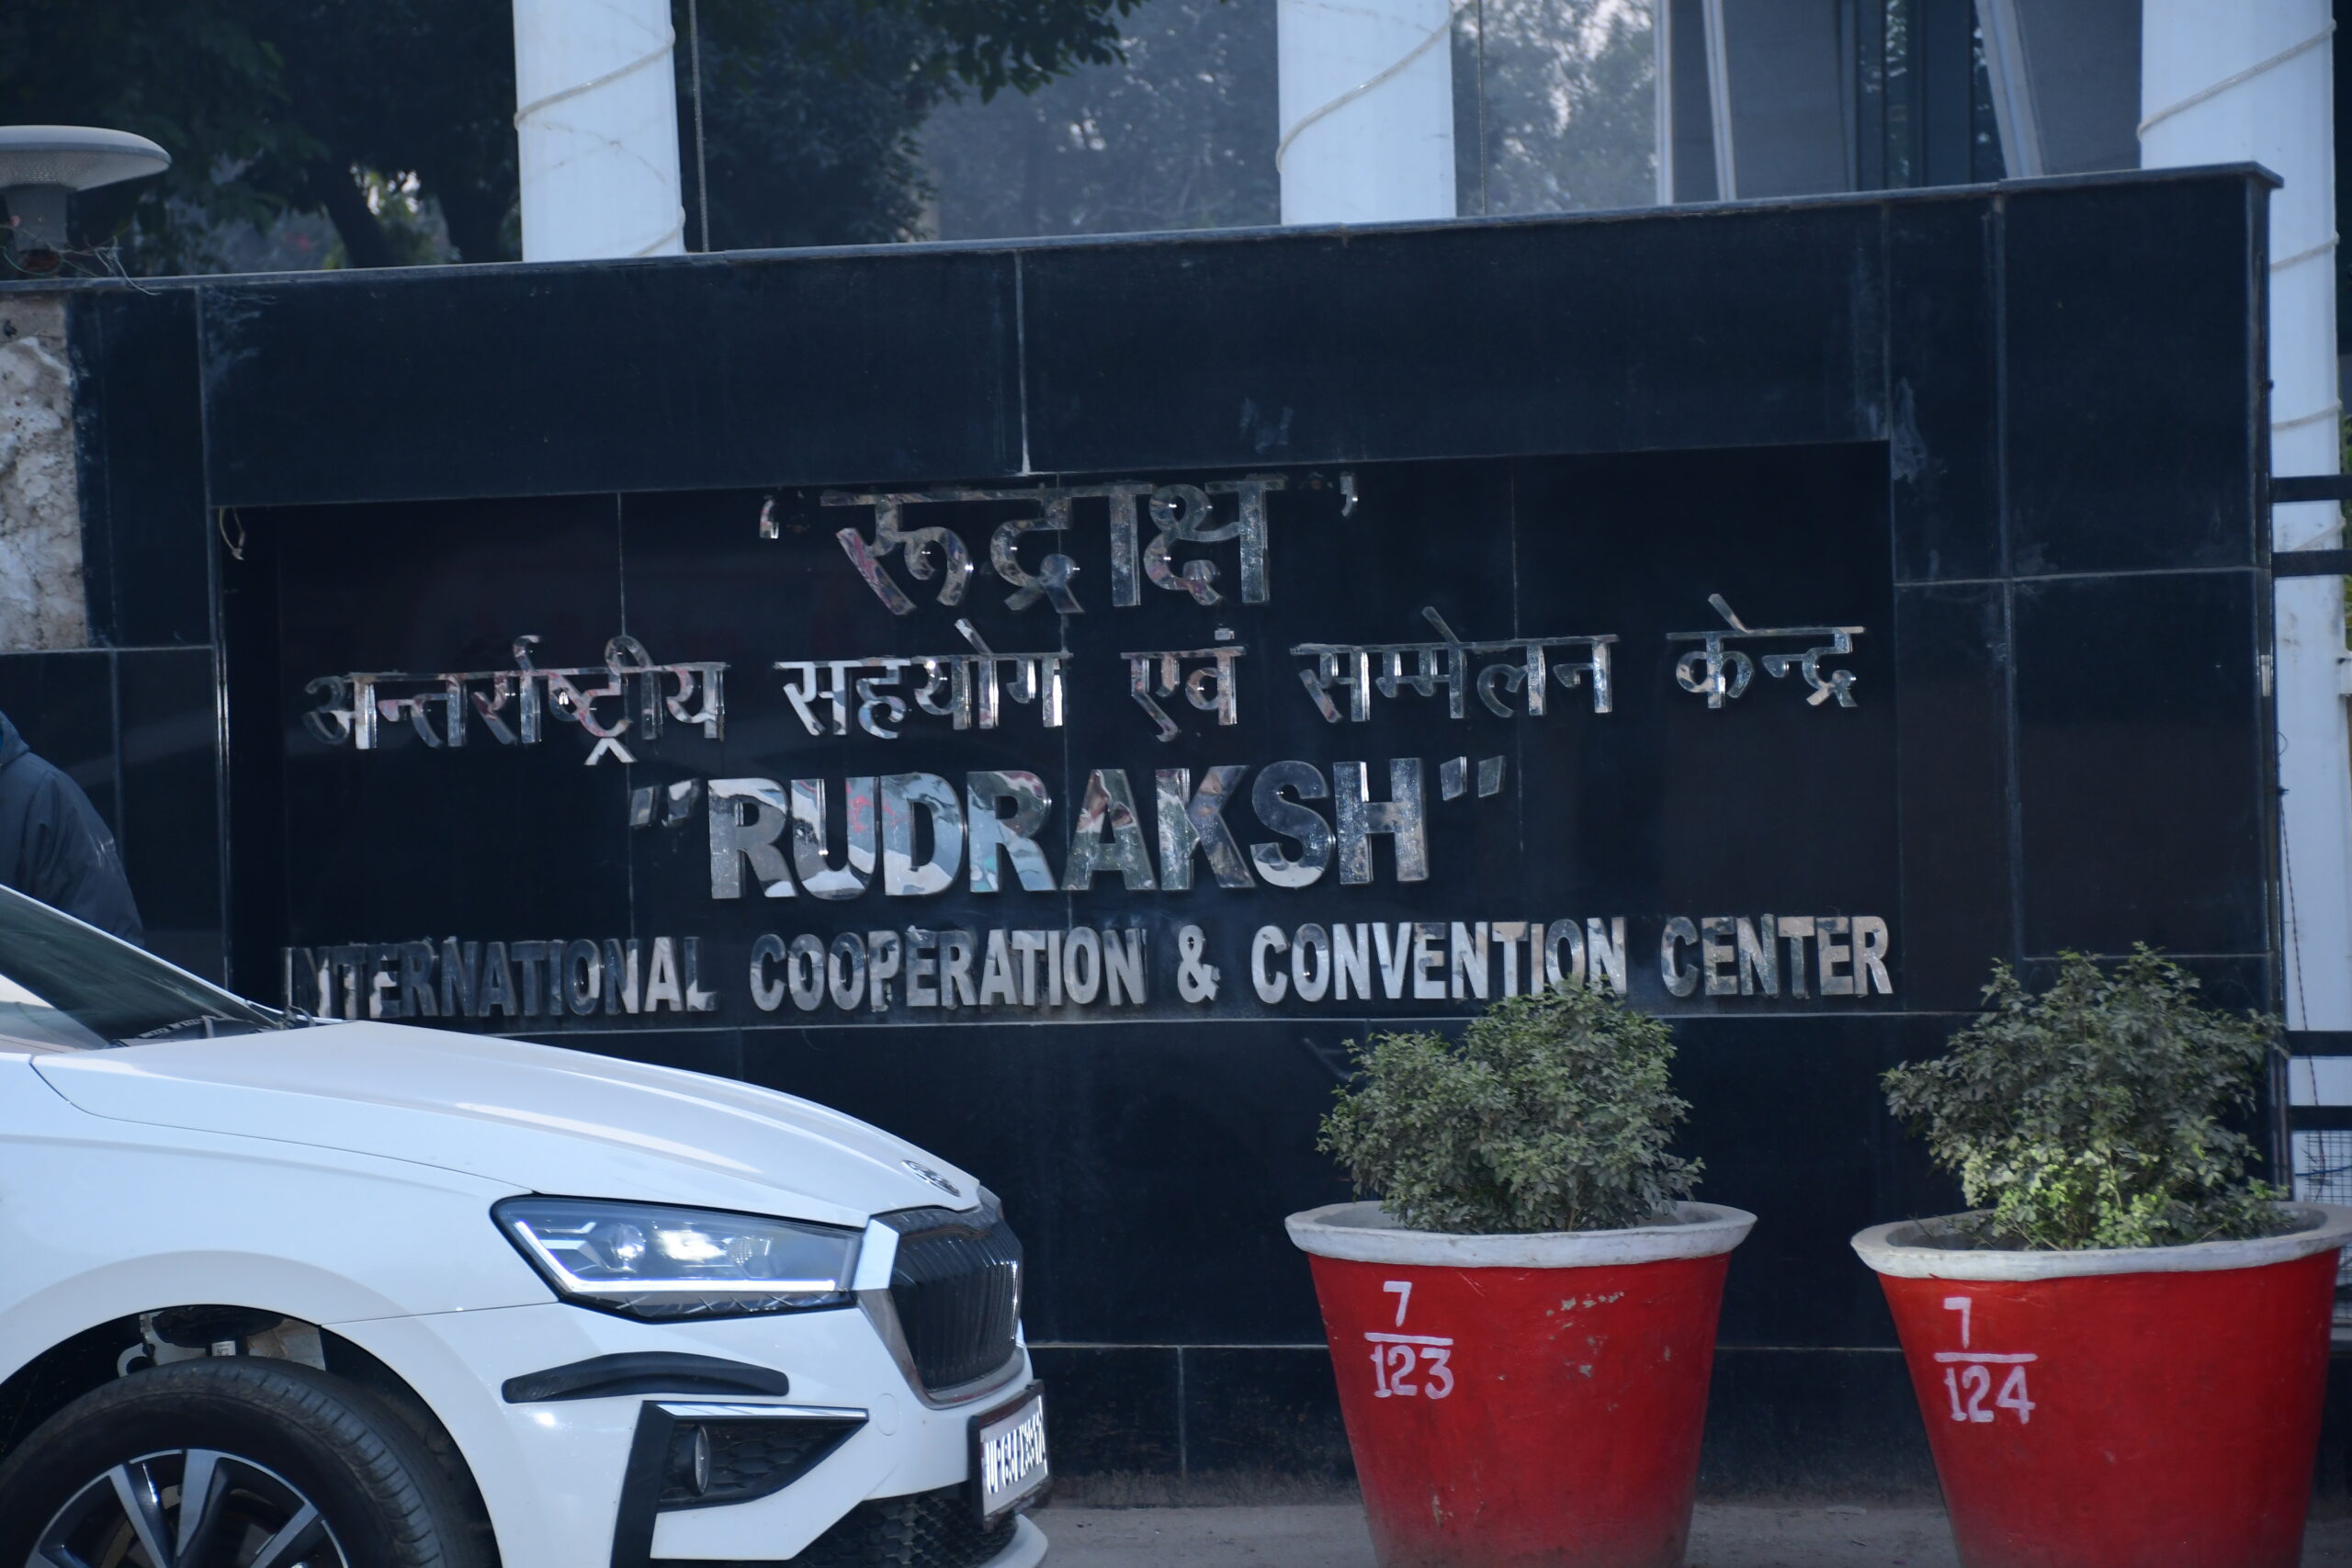 'रूद्राक्ष'
अन्तर्राष्ट्रीय सहयोग एवं सम्मेलन केन्द्र
"RUDRAKSH"
INTERNATIONAL COOPERATION & CONVENTION CENTER
7
123
7
124